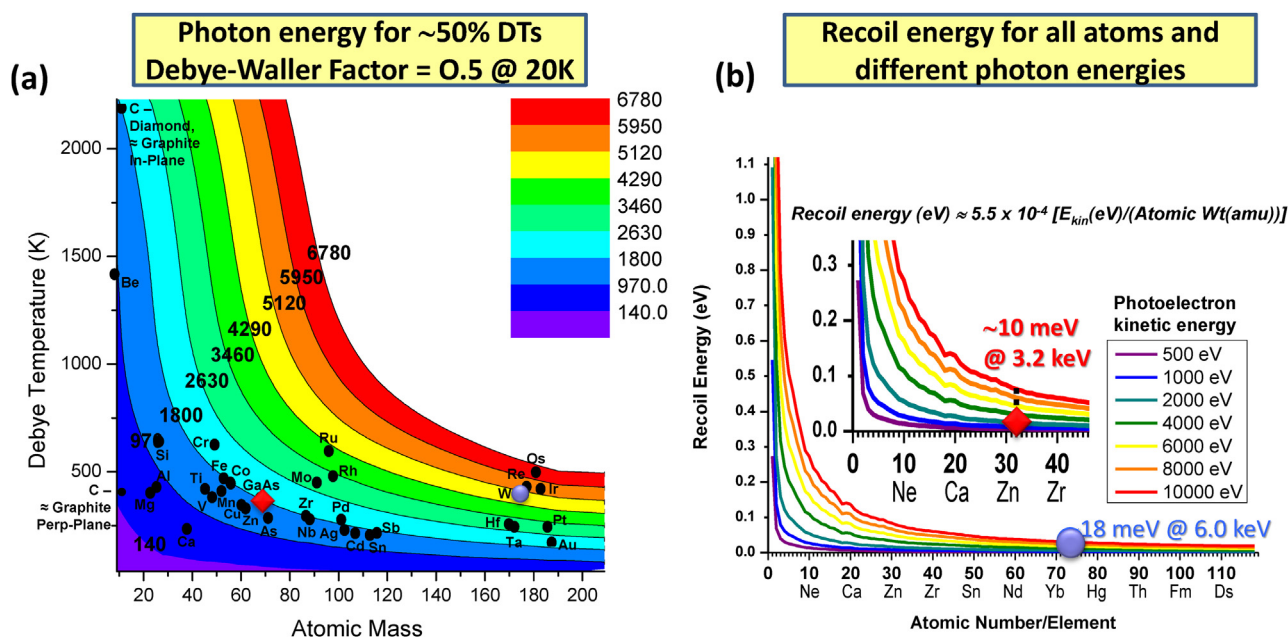 Photon energy for ~50% DTs
Debye-Waller Factor = O.5 @ 20K
Recoil energy for all atoms and
different photon energies
(a)
C –
Diamond,
≈ Graphite
In-Plane
Be
6780
5950
5120
4290
3460
2630
1800
970.0
140.0
6780
5950
5120
4290
3460
2630
1800
97
140
Si
Al
Mg
Ca
Cr
Fe
Co
Ti
GaAs
V
Mn
Cu
Zn
As
Mo
Ru
Rh
Zr
Pd
Nb
Ag
Cd
Sn
Sb
Os
Re
W
Ir
Hf
Ta
Pt
Au
C –
≈ Graphite
Perp-Plane
2000
1500
1000
500
Debye Temperature (K)
20 40 60 80 100 120 140 160 180 200
Atomic Mass
(b)
Recoil energy (eV) ≈ 5.5 x 10⁻⁴ [E_kin(eV)/(Atomic Wt(amu))]
1.1
1.0
0.9
0.8
0.7
0.6
0.5
0.4
0.3
0.2
0.1
0.0
Recoil Energy (eV)
0.3
0.2
0.1
0.0
0 10 20 30 40
Ne Ca Zn Zr
~10 meV
@ 3.2 keV
Photoelectron
kinetic energy
500 eV
1000 eV
2000 eV
4000 eV
6000 eV
8000 eV
10000 eV
18 meV @ 6.0 keV
0 10 20 30 40 50 60 70 80 90 100 110
Ne Ca Zn Zr Sn Nd Yb Hg Th Fm Ds
Atomic Number/Element